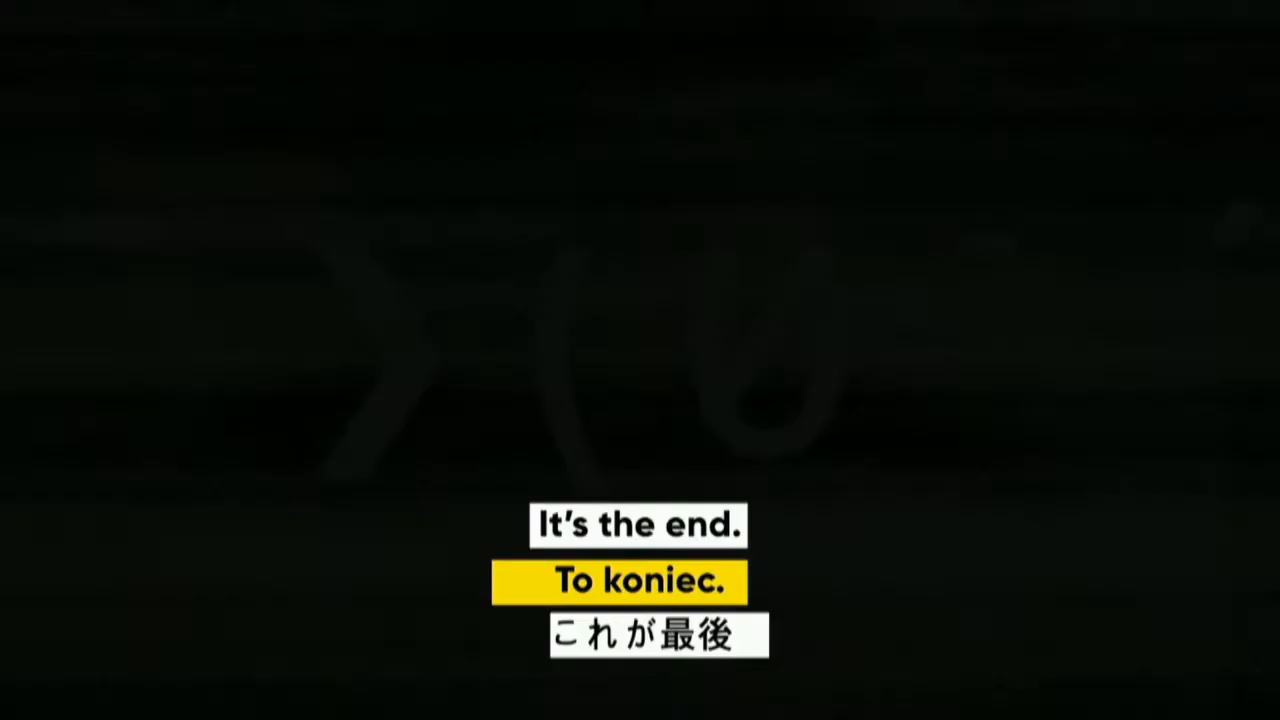 It’s the end.
To koniec.
これが最後